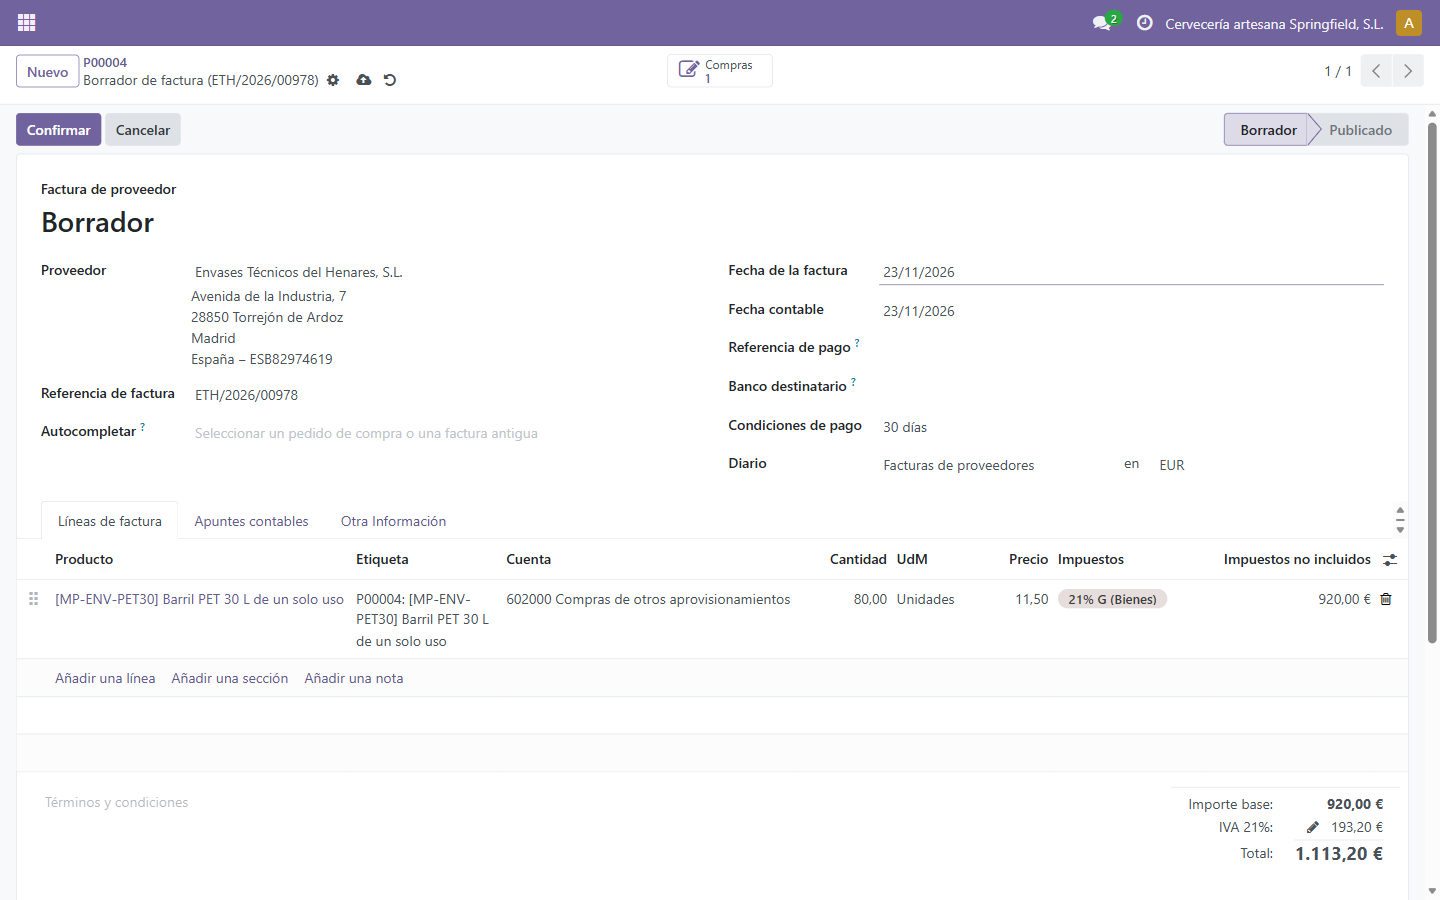 2
Cervecería artesana Springfield, S.L.
A
Nuevo
P00004
Borrador de factura (ETH/2026/00978)
Compras
1
1 / 1
Confirmar
Cancelar
Borrador
Publicado
Factura de proveedor
Borrador
Proveedor
Envases Técnicos del Henares, S.L.
Avenida de la Industria, 7
28850 Torrejón de Ardoz
Madrid
España – ESB82974619
Referencia de factura
ETH/2026/00978
Autocompletar ?
Seleccionar un pedido de compra o una factura antigua
Fecha de la factura
23/11/2026
Fecha contable
23/11/2026
Referencia de pago ?
Banco destinatario ?
Condiciones de pago
30 días
Diario
Facturas de proveedores
en
EUR
Líneas de factura
Apuntes contables
Otra Información
Producto
Etiqueta
Cuenta
Cantidad
UdM
Precio
Impuestos
Impuestos no incluidos
[MP-ENV-PET30] Barril PET 30 L de un solo uso
P00004: [MP-ENV-
PET30] Barril PET 30 L
de un solo uso
602000 Compras de otros aprovisionamientos
80,00
Unidades
11,50
21% G (Bienes)
920,00 €
Añadir una línea
Añadir una sección
Añadir una nota
Términos y condiciones
Importe base:
920,00 €
IVA 21%:
193,20 €
Total:
1.113,20 €